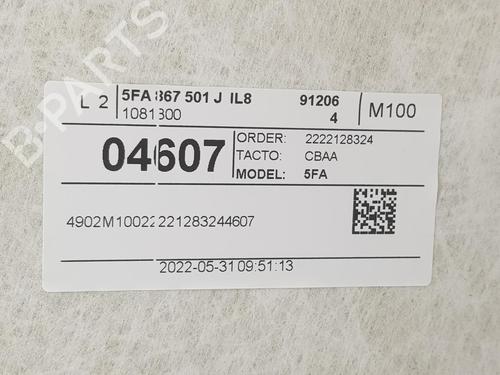 L 2 5FA 867 501 J IL8 91206 M100
1081300 4
04607
ORDER: 2222128324
TACTO: CBAA
MODEL: 5FA
4902M10022221283244607
2022-05-31 09:51:13
B-PARTS